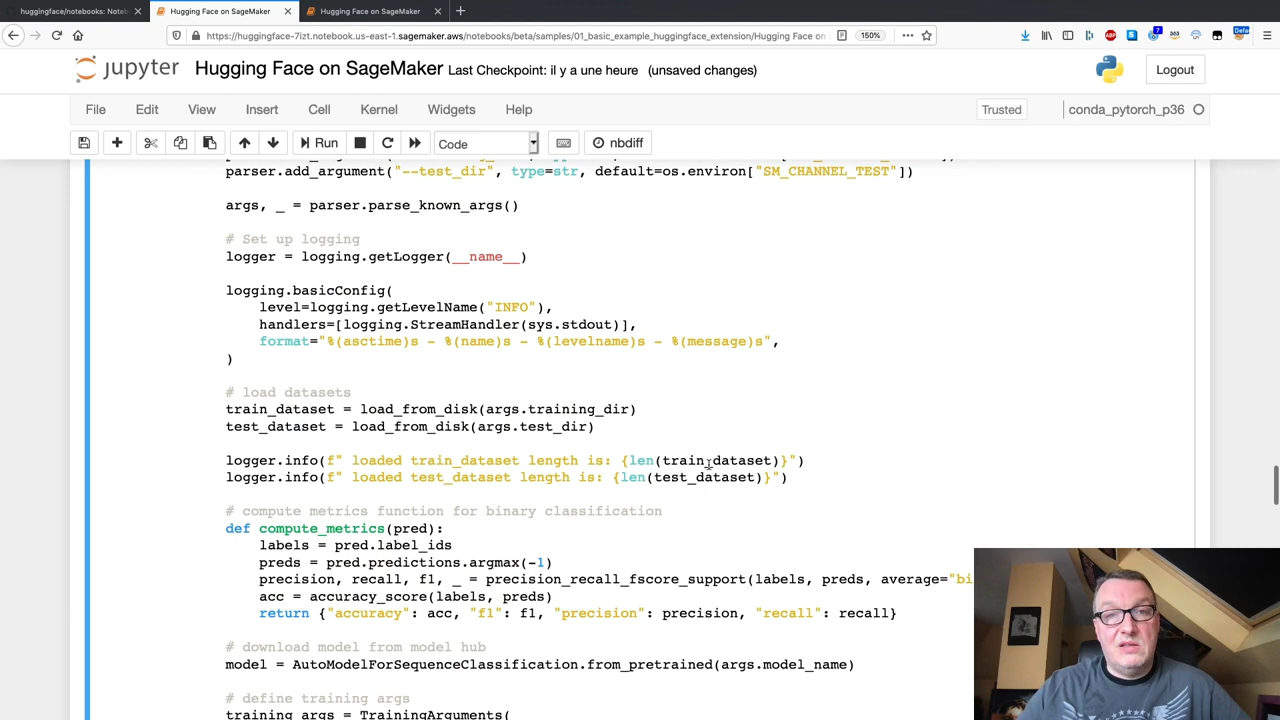 huggingface/notebooks: Noteb
Hugging Face on SageMaker
Hugging Face on SageMaker
https://huggingface-7izt.notebook.us-east-1.sagemaker.aws/notebooks/beta/samples/01_basic_example_huggingface_extension/Hugging Face on
150%
jupyter
Hugging Face on SageMaker Last Checkpoint: il y a une heure (unsaved changes)
Logout
File Edit View Insert Cell Kernel Widgets Help
Trusted
conda_pytorch_p36
Run
Code
nbdiff
parser.add_argument("--test_dir", type=str, default=os.environ["SM_CHANNEL_TEST"])
args, _ = parser.parse_known_args()
# Set up logging
logger = logging.getLogger(__name__)
logging.basicConfig(
level=logging.getLevelName("INFO"),
handlers=[logging.StreamHandler(sys.stdout)],
format="%(asctime)s - %(name)s - %(levelname)s - %(message)s",
)
# load datasets
train_dataset = load_from_disk(args.training_dir)
test_dataset = load_from_disk(args.test_dir)
logger.info(f" loaded train_dataset length is: {len(train_dataset)}")
logger.info(f" loaded test_dataset length is: {len(test_dataset)}")
# compute metrics function for binary classification
def compute_metrics(pred):
labels = pred.label_ids
preds = pred.predictions.argmax(-1)
precision, recall, f1, _ = precision_recall_fscore_support(labels, preds, average="bi
acc = accuracy_score(labels, preds)
return {"accuracy": acc, "f1": f1, "precision": precision, "recall": recall}
# download model from model hub
model = AutoModelForSequenceClassification.from_pretrained(args.model_name)
# define training args
training_args = TrainingArguments(